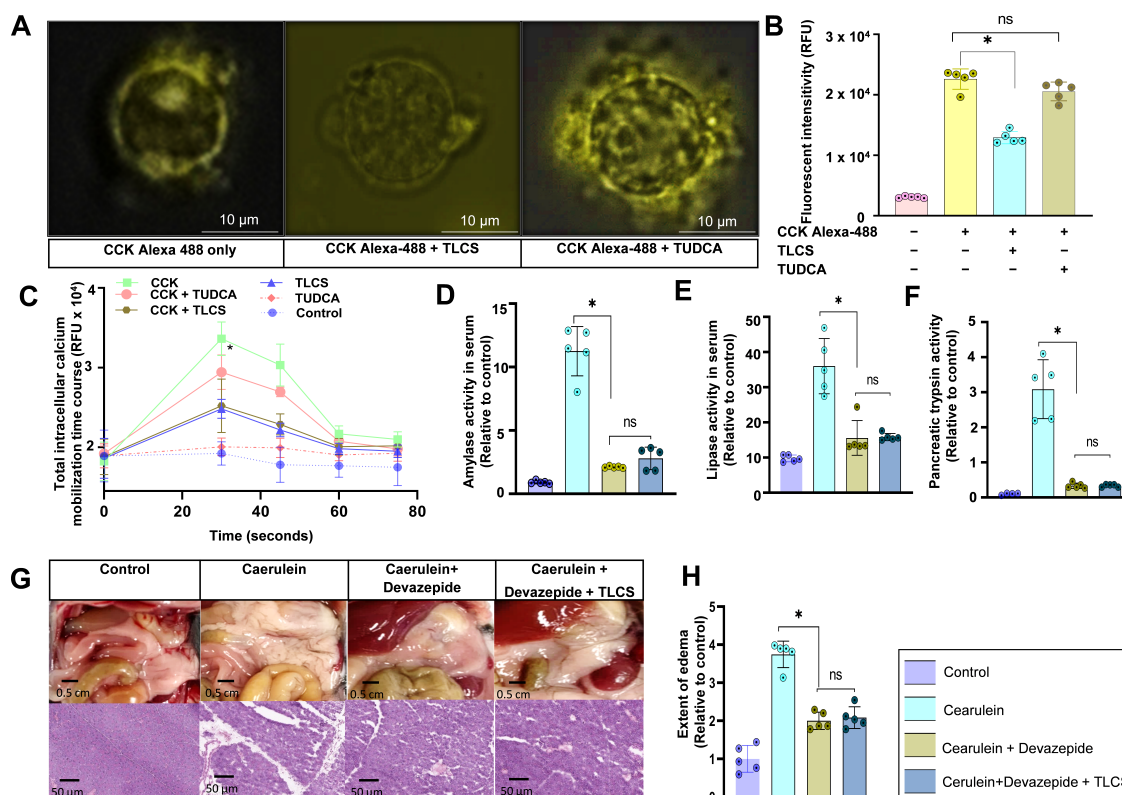 A
10 µm
10 µm
10 µm
CCK Alexa 488 only
CCK Alexa-488 + TLCS
CCK Alexa-488 + TUDCA
B
Fluorescent intensitivity (RFU)
3 x 10⁴
2 x 10⁴
1 x 10⁴
0
ns
*
CCK Alexa-488 – + + +
TLCS – – + –
TUDCA – – – +
C
CCK
CCK + TUDCA
CCK + TLCS
TLCS
TUDCA
Control
Total intracellular calcium
mobilization time course (RFU x 10⁴)
4
3
2
*
0 20 40 60 80
Time (seconds)
D
Amylase activity in serum
(Relative to control)
15
10
5
0
*
ns
E
Lipase activity in serum
(Relative to control)
50
40
30
20
10
0
*
ns
F
Pancreatic trypsin activity
(Relative to control)
5
4
3
2
1
0
*
ns
G
Control
Caerulein
Caerulein+
Devazepide
Caerulein +
Devazepide + TLCS
0.5 cm
0.5 cm
0.5 cm
0.5 cm
50 µm
50 µm
50 µm
50 µm
H
Extent of edema
(Relative to control)
5
4
3
2
1
*
ns
Control
Cearulein
Cearulein + Devazepide
Cerulein+Devazepide + TLC